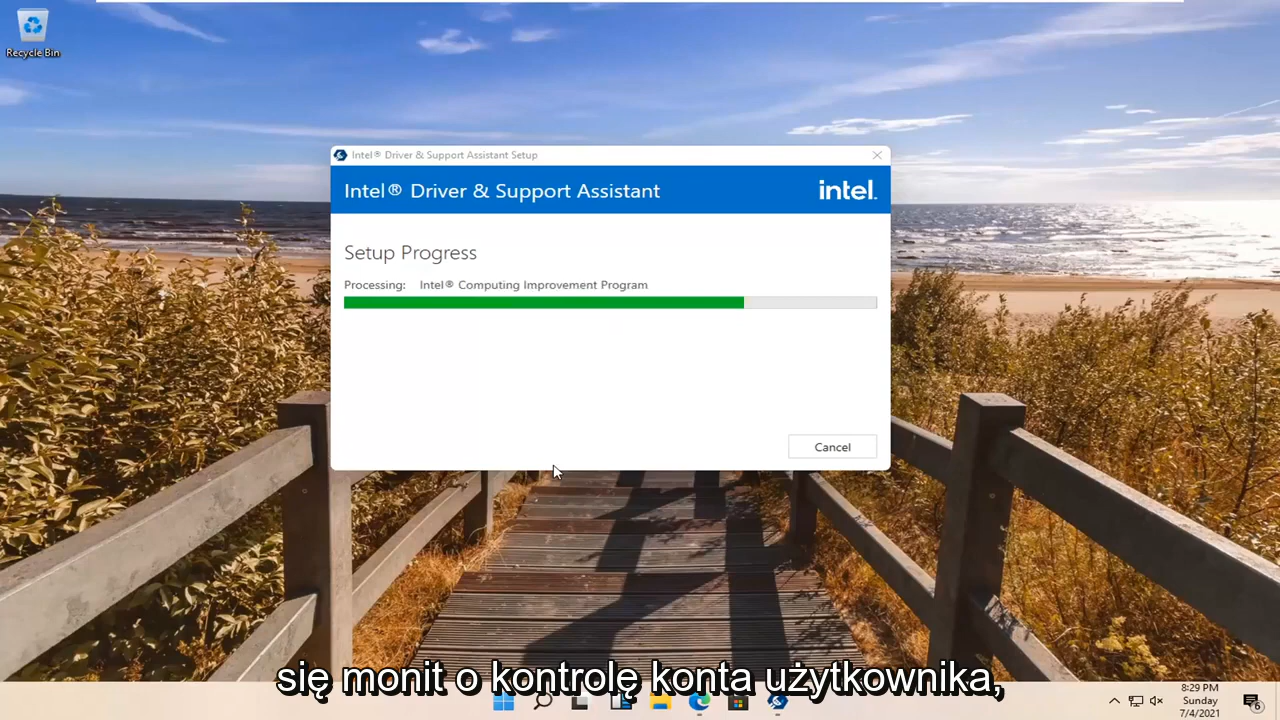 Recycle Bin
Intel® Driver & Support Assistant Setup
Intel® Driver & Support Assistant
intel.
Setup Progress
Processing: Intel® Computing Improvement Program
Cancel
się monit o kontrolę konta użytkownika,
8:29 PM
Sunday
7/4/2021
6